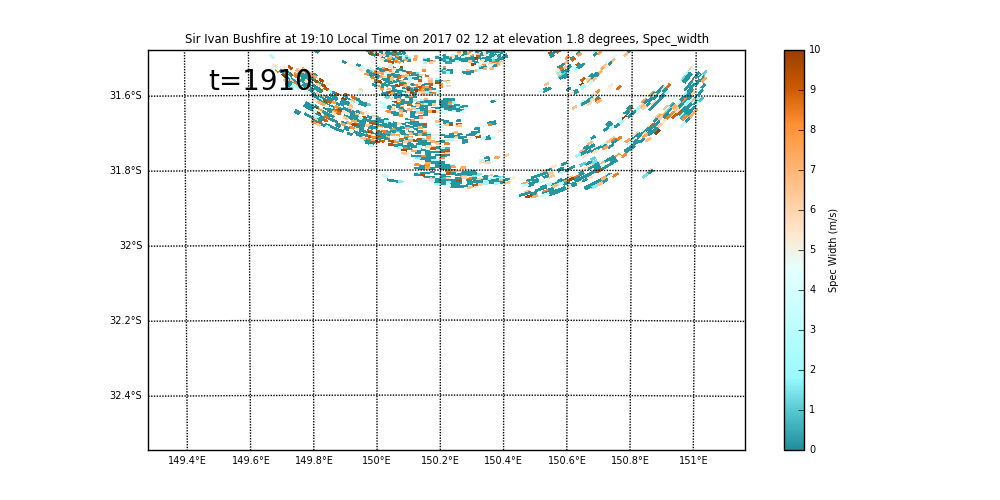 Sir Ivan Bushfire at 19:10 Local Time on 2017 02 12 at elevation 1.8 degrees, Spec_width
t=1910
31.6°S
31.8°S
32°S
32.2°S
32.4°S
149.4°E 149.6°E 149.8°E 150°E 150.2°E 150.4°E 150.6°E 150.8°E 151°E
10
9
8
7
6
5
4
3
2
1
0
Spec Width (m/s)